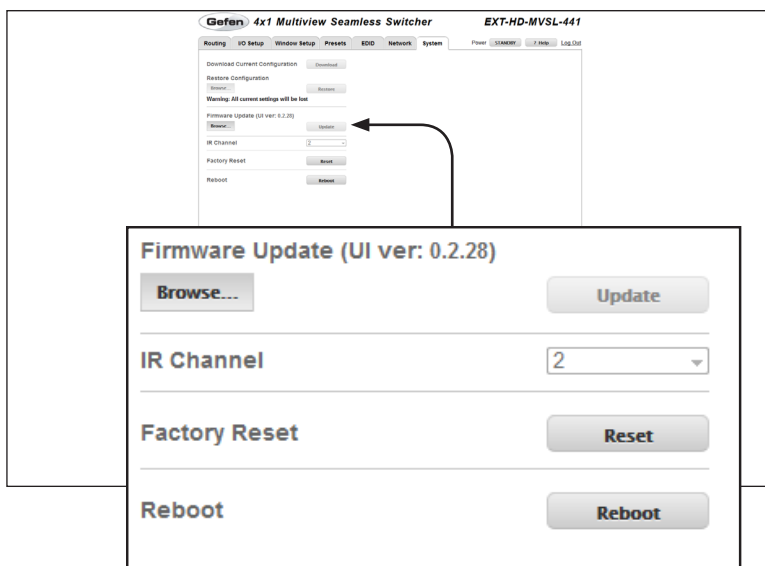 Gefen 4x1 Multiview Seamless Switcher EXT-HD-MVSL-441
Routing I/O Setup Window Setup Presets EDID Network System Power STANDBY ? Help Log Out
Download Current Configuration Download
Restore Configuration
Browse... Restore
Warning: All current settings will be lost
Firmware Update (UI ver: 0.2.28)
Browse... Update
IR Channel 2
Factory Reset Reset
Reboot Reboot
Firmware Update (UI ver: 0.2.28)
Browse... Update
IR Channel 2
Factory Reset Reset
Reboot Reboot